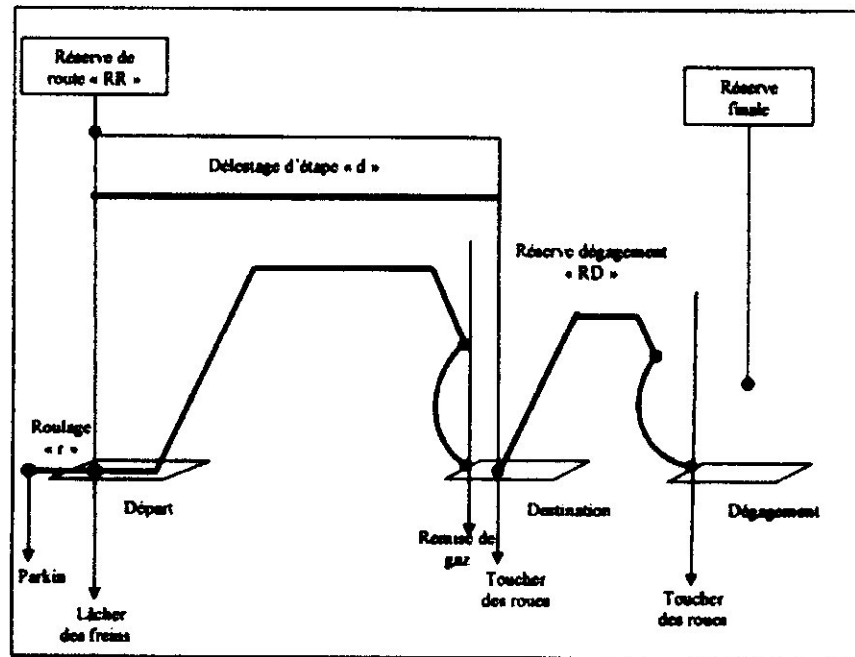 Réserve de
route « RR »
Réserve
finale
Délestage d'étape « d »
Réserve dégagement
« RD »
Roulage
« r »
Départ
Destination
Dégagement
Remise de
gaz
Parkin
Toucher
des roues
Toucher
des roues
Lâcher
des freins